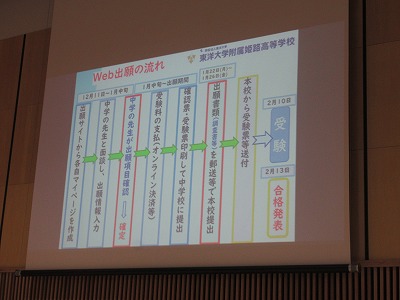 Web出願の流れ
東洋大学附属姫路高等学校
12月11日～1月中旬
1月中旬～出願期間
1月22日(月)～
1月26日(金)
出願サイトから各自マイページを作成
中学の先生と面談し、出願情報入力
中学の先生が出願項目確認 確定
受験料の支払(オンライン決済等)
確認票・受験票印刷して中学校に提出
出願書類(調査書等)を郵送等で本校提出
本校から受験票等送付
2月10日
受験
2月13日
合格発表